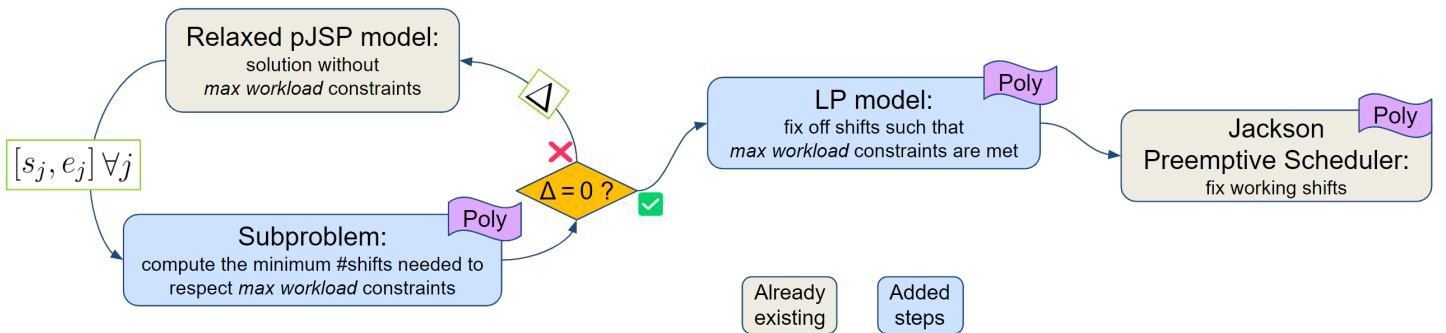 Relaxed pJSP model:
solution without
max workload constraints
Δ
[s_j, e_j] ∀j
Δ = 0 ?
Poly
Subproblem:
compute the minimum #shifts needed to
respect max workload constraints
Poly
LP model:
fix off shifts such that
max workload constraints are met
Poly
Jackson
Preemptive Scheduler:
fix working shifts
Already
existing
Added
steps